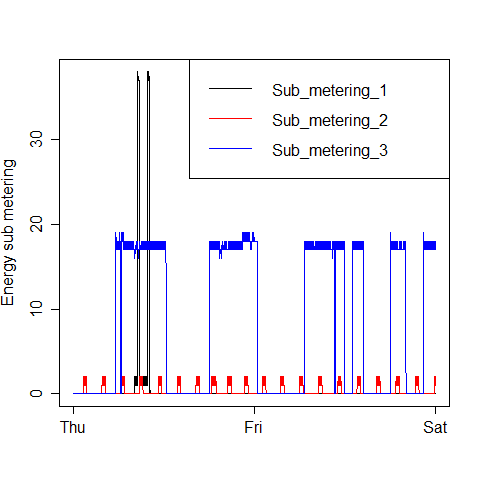 Sub_metering_1
Sub_metering_2
Sub_metering_3
Energy sub metering
30
20
10
0
Thu Fri Sat